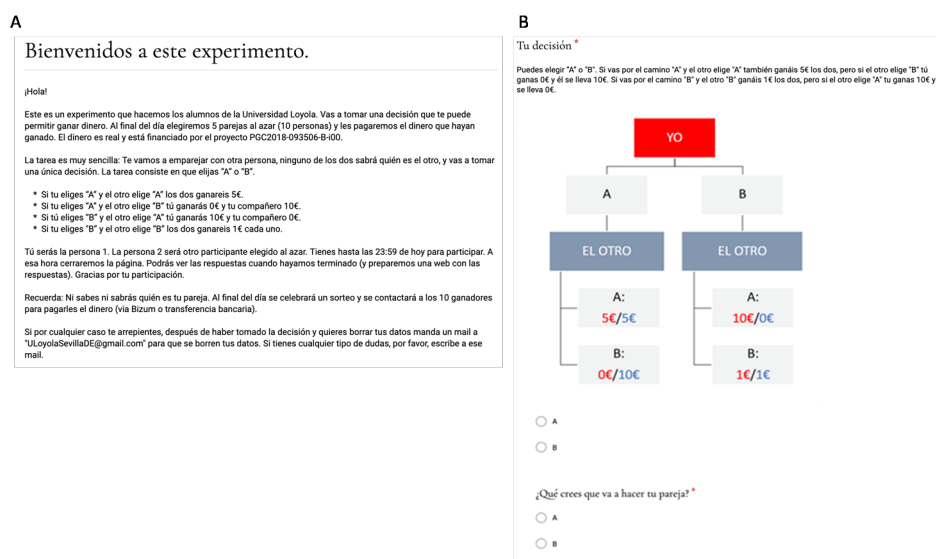 A
Bienvenidos a este experimento.
¡Hola!
Este es un experimento que hacemos los alumnos de la Universidad Loyola. Vas a tomar una decisión que te puede
permitir ganar dinero. Al final del día elegiremos 5 parejas al azar (10 personas) y les pagaremos el dinero que hayan
ganado. El dinero es real y está financiado por el proyecto PGC2018-093506-B-i00.
La tarea es muy sencilla: Te vamos a emparejar con otra persona, ninguno de los dos sabrá quién es el otro, y vas a tomar
una única decisión. La tarea consiste en que elijas "A" o "B".
* Si tu eliges "A" y el otro elige "A" los dos ganareis 5€.
* Si tu eliges "A" y el otro elige "B" tú ganarás 0€ y tu compañero 10€.
* Si tú eliges "B" y el otro elige "A" tú ganarás 10€ y tu compañero 0€.
* Si tu eliges "B" y el otro elige "B" los dos ganareis 1€ cada uno.
Tú serás la persona 1. La persona 2 será otro participante elegido al azar. Tienes hasta las 23:59 de hoy para participar. A
esa hora cerraremos la página. Podrás ver las respuestas cuando hayamos terminado (y preparemos una web con las
respuestas). Gracias por tu participación.
Recuerda: Ni sabes ni sabrás quién es tu pareja. Al final del día se celebrará un sorteo y se contactará a los 10 ganadores
para pagarles el dinero (via Bizum o transferencia bancaria).
Si por cualquier caso te arrepientes, después de haber tomado la decisión y quieres borrar tus datos manda un mail a
"ULoyolaSevillaDE@gmail.com" para que se borren tus datos. Si tienes cualquier tipo de dudas, por favor, escribe a ese
mail.
B
Tu decisión *
Puedes elegir "A" o "B". Si vas por el camino "A" y el otro elige "A" también ganáis 5€ los dos, pero si el otro elige "B" tú
ganas 0€ y él se lleva 10€. Si vas por el camino "B" y el otro "B" ganáis 1€ los dos, pero si el otro elige "A" tu ganas 10€ y
se lleva 0€.
YO
A B
EL OTRO EL OTRO
A: A:
5€/5€ 10€/0€
B: B:
0€/10€ 1€/1€
A
B
¿Qué crees que va a hacer tu pareja? *
A
B